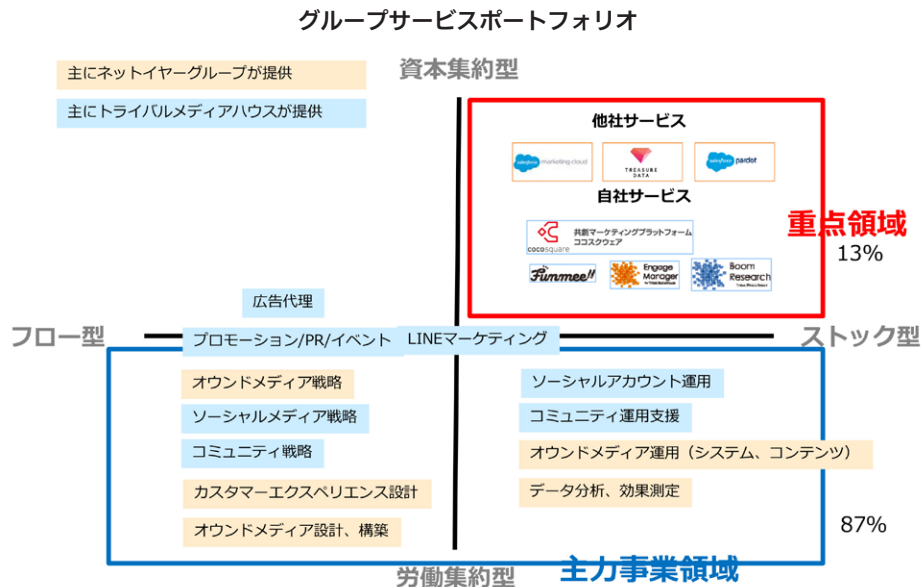 グループサービスポートフォリオ
主にネットイヤーグループが提供
主にトライバルメディアハウスが提供
資本集約型
他社サービス
salesforce marketing cloud
TREASURE
DATA
salesforce pardot
自社サービス
cocosquare
共創マーケティングプラットフォーム
ココスクウェア
Funmee!!
Engage
Manager
Boom
Research
重点領域
13%
広告代理
フロー型
プロモーション/PR/イベント
LINEマーケティング
ストック型
オウンドメディア戦略
ソーシャルメディア戦略
コミュニティ戦略
カスタマーエクスペリエンス設計
オウンドメディア設計、構築
ソーシャルアカウント運用
コミュニティ運用支援
オウンドメディア運用（システム、コンテンツ）
データ分析、効果測定
87%
労働集約型
主力事業領域